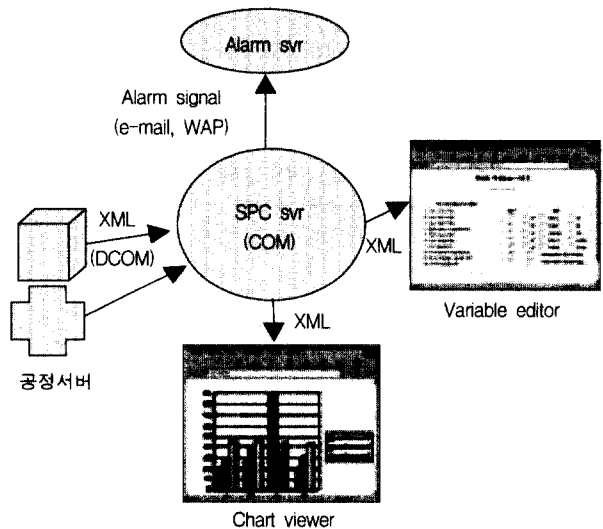 Alarm svr
Alarm signal
(e-mail, WAP)
SPC svr
(COM)
XML
(DCOM)
XML
Variable editor
XML
공정서버
Chart viewer